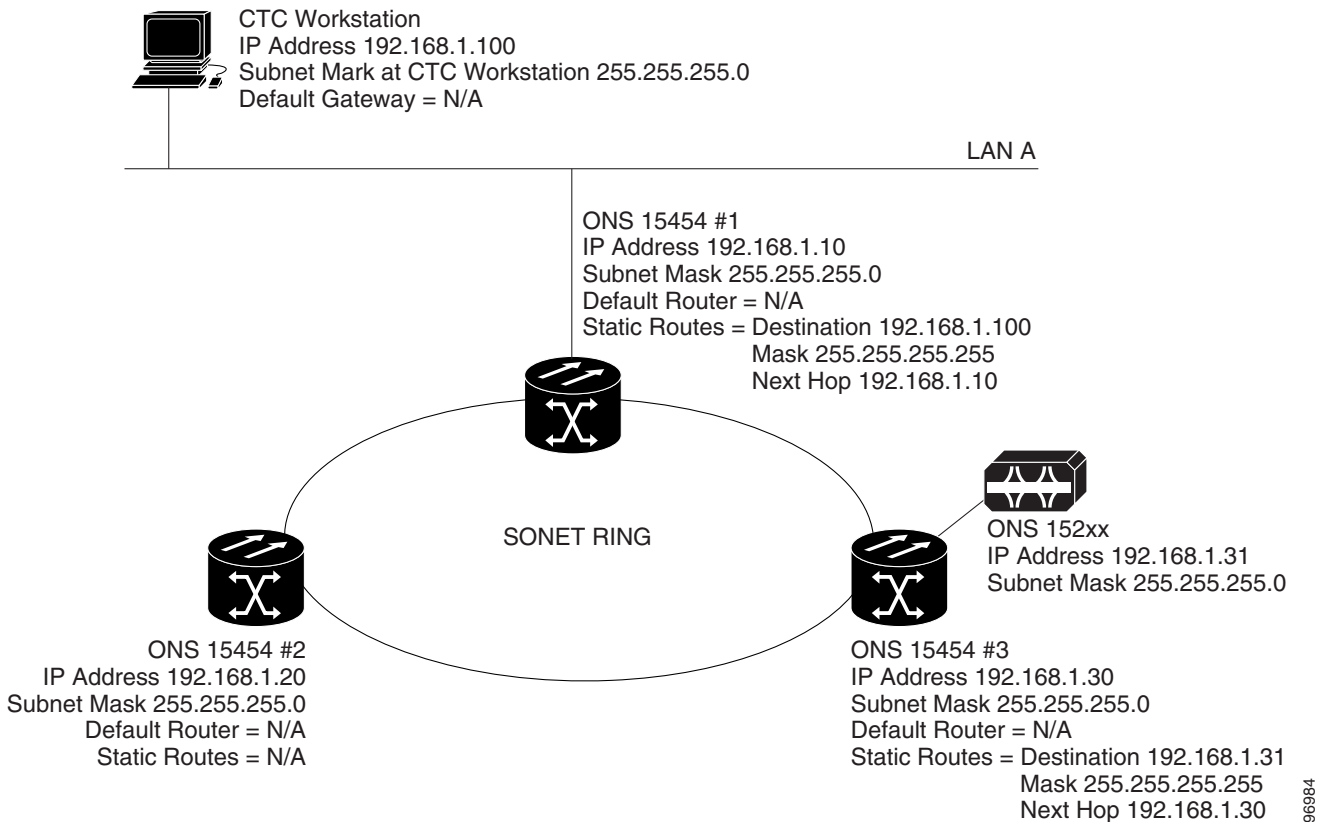 CTC Workstation
IP Address 192.168.1.100
Subnet Mark at CTC Workstation 255.255.255.0
Default Gateway = N/A
LAN A
ONS 15454 #1
IP Address 192.168.1.10
Subnet Mask 255.255.255.0
Default Router = N/A
Static Routes = Destination 192.168.1.100
Mask 255.255.255.255
Next Hop 192.168.1.10
SONET RING
ONS 152xx
IP Address 192.168.1.31
Subnet Mask 255.255.255.0
ONS 15454 #2
IP Address 192.168.1.20
Subnet Mask 255.255.255.0
Default Router = N/A
Static Routes = N/A
ONS 15454 #3
IP Address 192.168.1.30
Subnet Mask 255.255.255.0
Default Router = N/A
Static Routes = Destination 192.168.1.31
Mask 255.255.255.255
Next Hop 192.168.1.30
96984